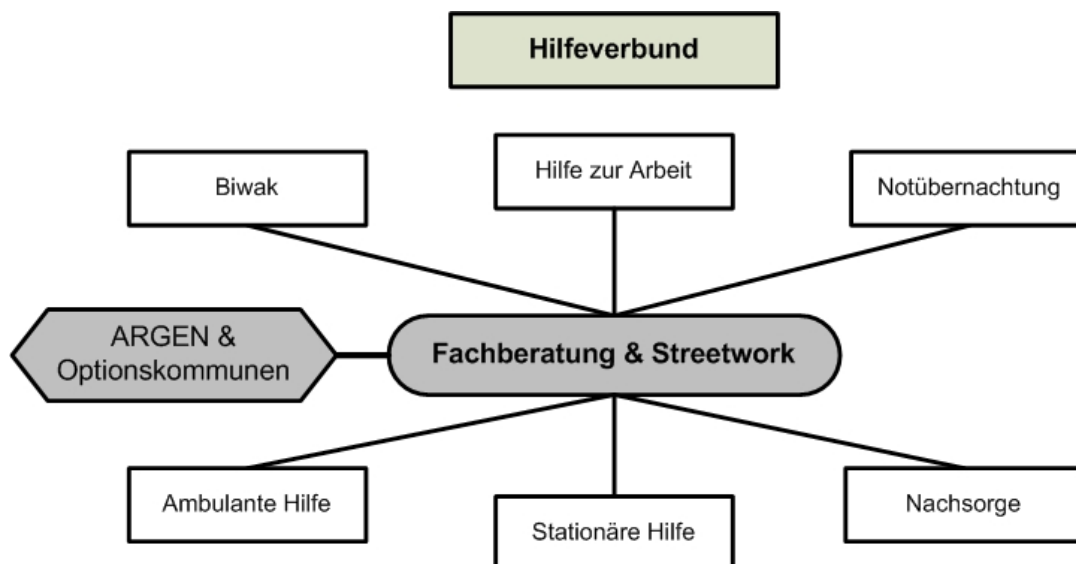 Hilfeverbund
Biwak
Hilfe zur Arbeit
Notübernachtung
ARGEN &
Optionskommunen
Fachberatung & Streetwork
Ambulante Hilfe
Stationäre Hilfe
Nachsorge